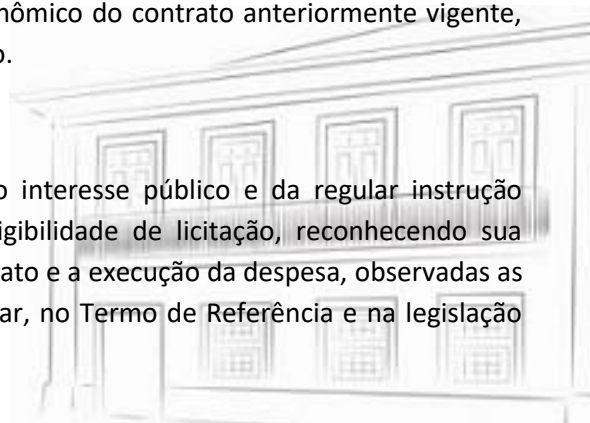 nômico do contrato anteriormente vigente,
o.
o interesse público e da regular instrução
igibilidade de licitação, reconhecendo sua
ato e a execução da despesa, observadas as
ar, no Termo de Referência e na legislação